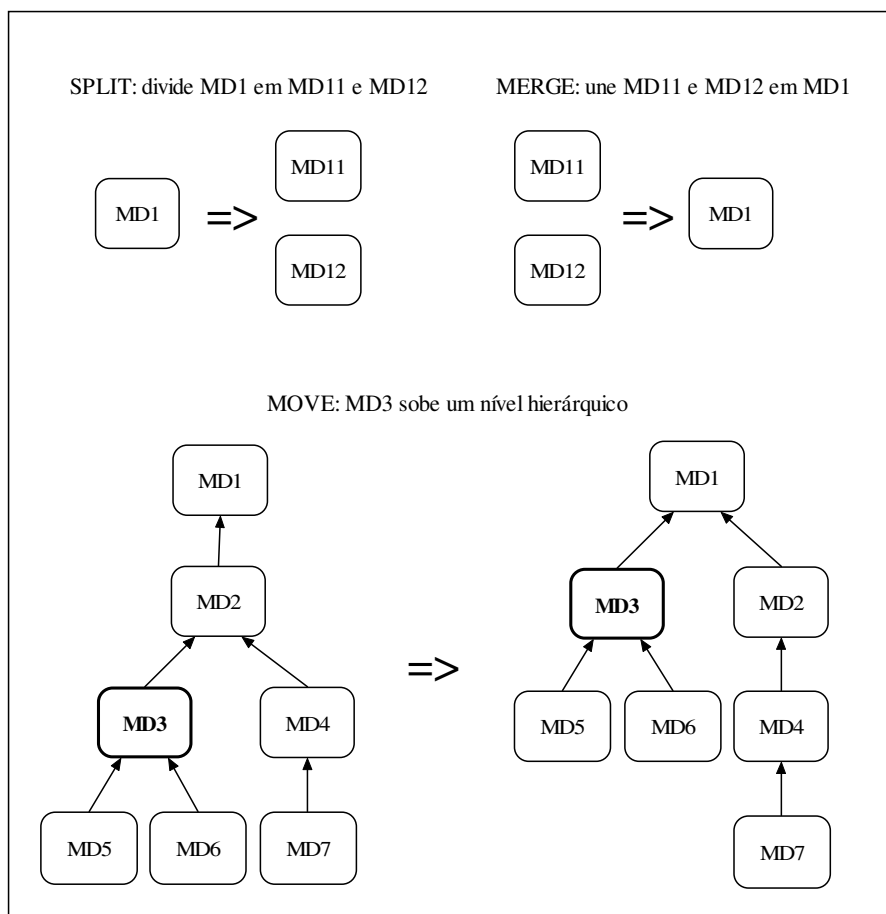 SPLIT: divide MD1 em MD11 e MD12
MD1
=>
MD11
MD12
MERGE: une MD11 e MD12 em MD1
MD11
MD12
=>
MD1
MOVE: MD3 sobe um nível hierárquico
MD1
MD2
MD3
MD4
MD5
MD6
MD7
=>
MD1
MD3
MD2
MD5
MD6
MD4
MD7